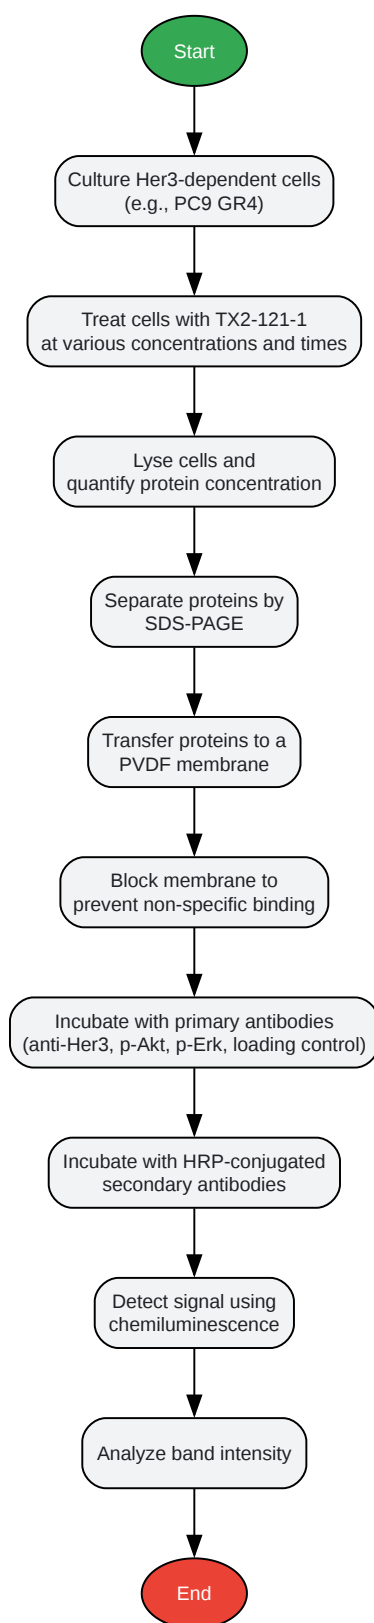 Start
Culture Her3-dependent cells
(e.g., PC9 GR4)
Treat cells with TX2-121-1
at various concentrations and times
Lyse cells and
quantify protein concentration
Separate proteins by
SDS-PAGE
Transfer proteins to a
PVDF membrane
Block membrane to
prevent non-specific binding
Incubate with primary antibodies
(anti-Her3, p-Akt, p-Erk, loading control)
Incubate with HRP-conjugated
secondary antibodies
Detect signal using
chemiluminescence
Analyze band intensity
End